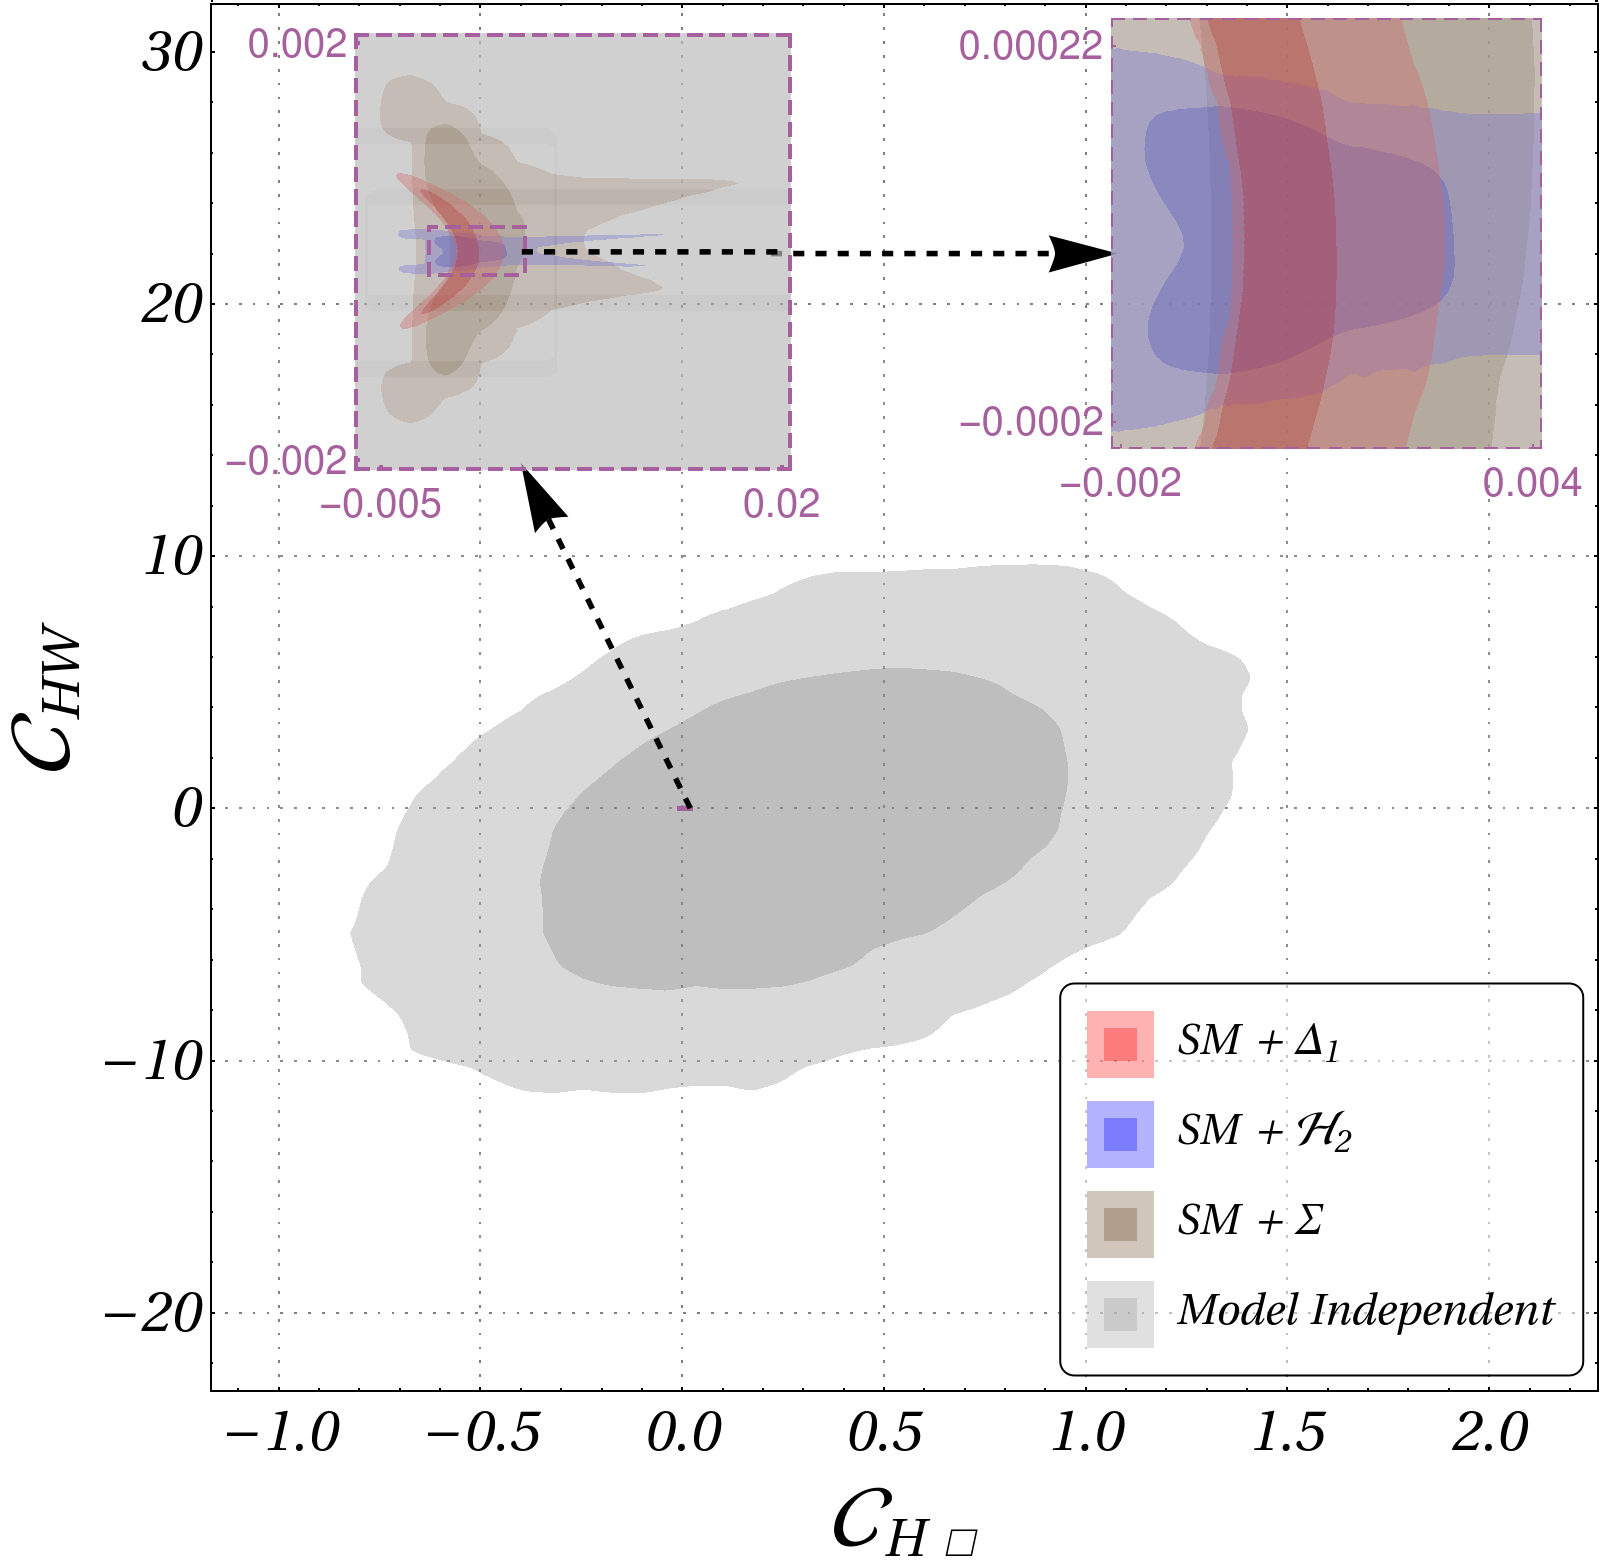 30
20
10
0
−10
−20
0.002
−0.002
−0.005 0.02
0.00022
−0.0002
−0.002 0.004
SM + Δ1
SM + ℋ2
SM + Σ
Model Independent
−1.0 −0.5 0.0 0.5 1.0 1.5 2.0
𝒞HW
𝒞H □